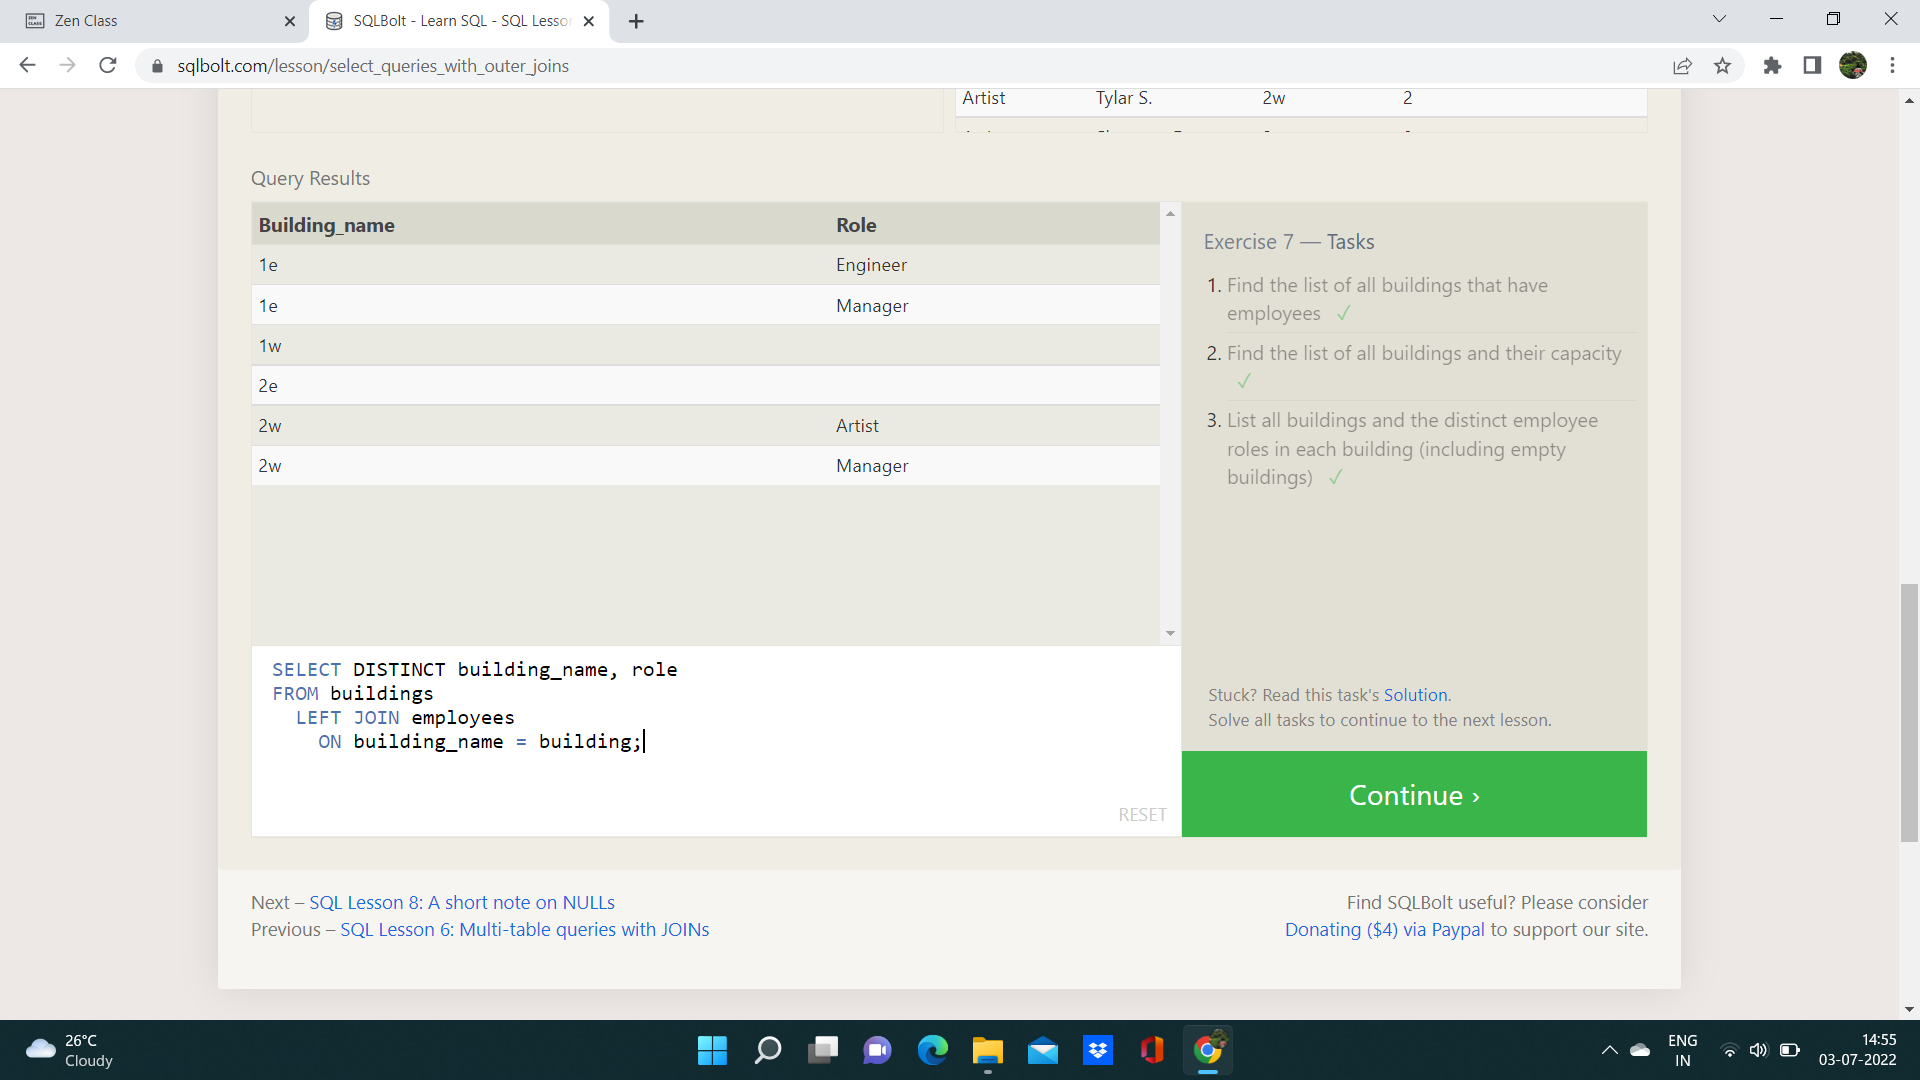 Zen Class
SQLBolt - Learn SQL - SQL Lesso
sqlbolt.com/lesson/select_queries_with_outer_joins
Artist Tylar S. 2w 2
Query Results
Building_name Role
1e Engineer
1e Manager
1w
2e
2w Artist
2w Manager
SELECT DISTINCT building_name, role
FROM buildings
LEFT JOIN employees
ON building_name = building;
RESET
Exercise 7 — Tasks
1. Find the list of all buildings that have
employees ✓
2. Find the list of all buildings and their capacity
✓
3. List all buildings and the distinct employee
roles in each building (including empty
buildings) ✓
Stuck? Read this task's Solution.
Solve all tasks to continue to the next lesson.
Continue ›
Next – SQL Lesson 8: A short note on NULLs
Previous – SQL Lesson 6: Multi-table queries with JOINs
Find SQLBolt useful? Please consider
Donating ($4) via Paypal to support our site.
26°C
Cloudy
ENG
IN
14:55
03-07-2022